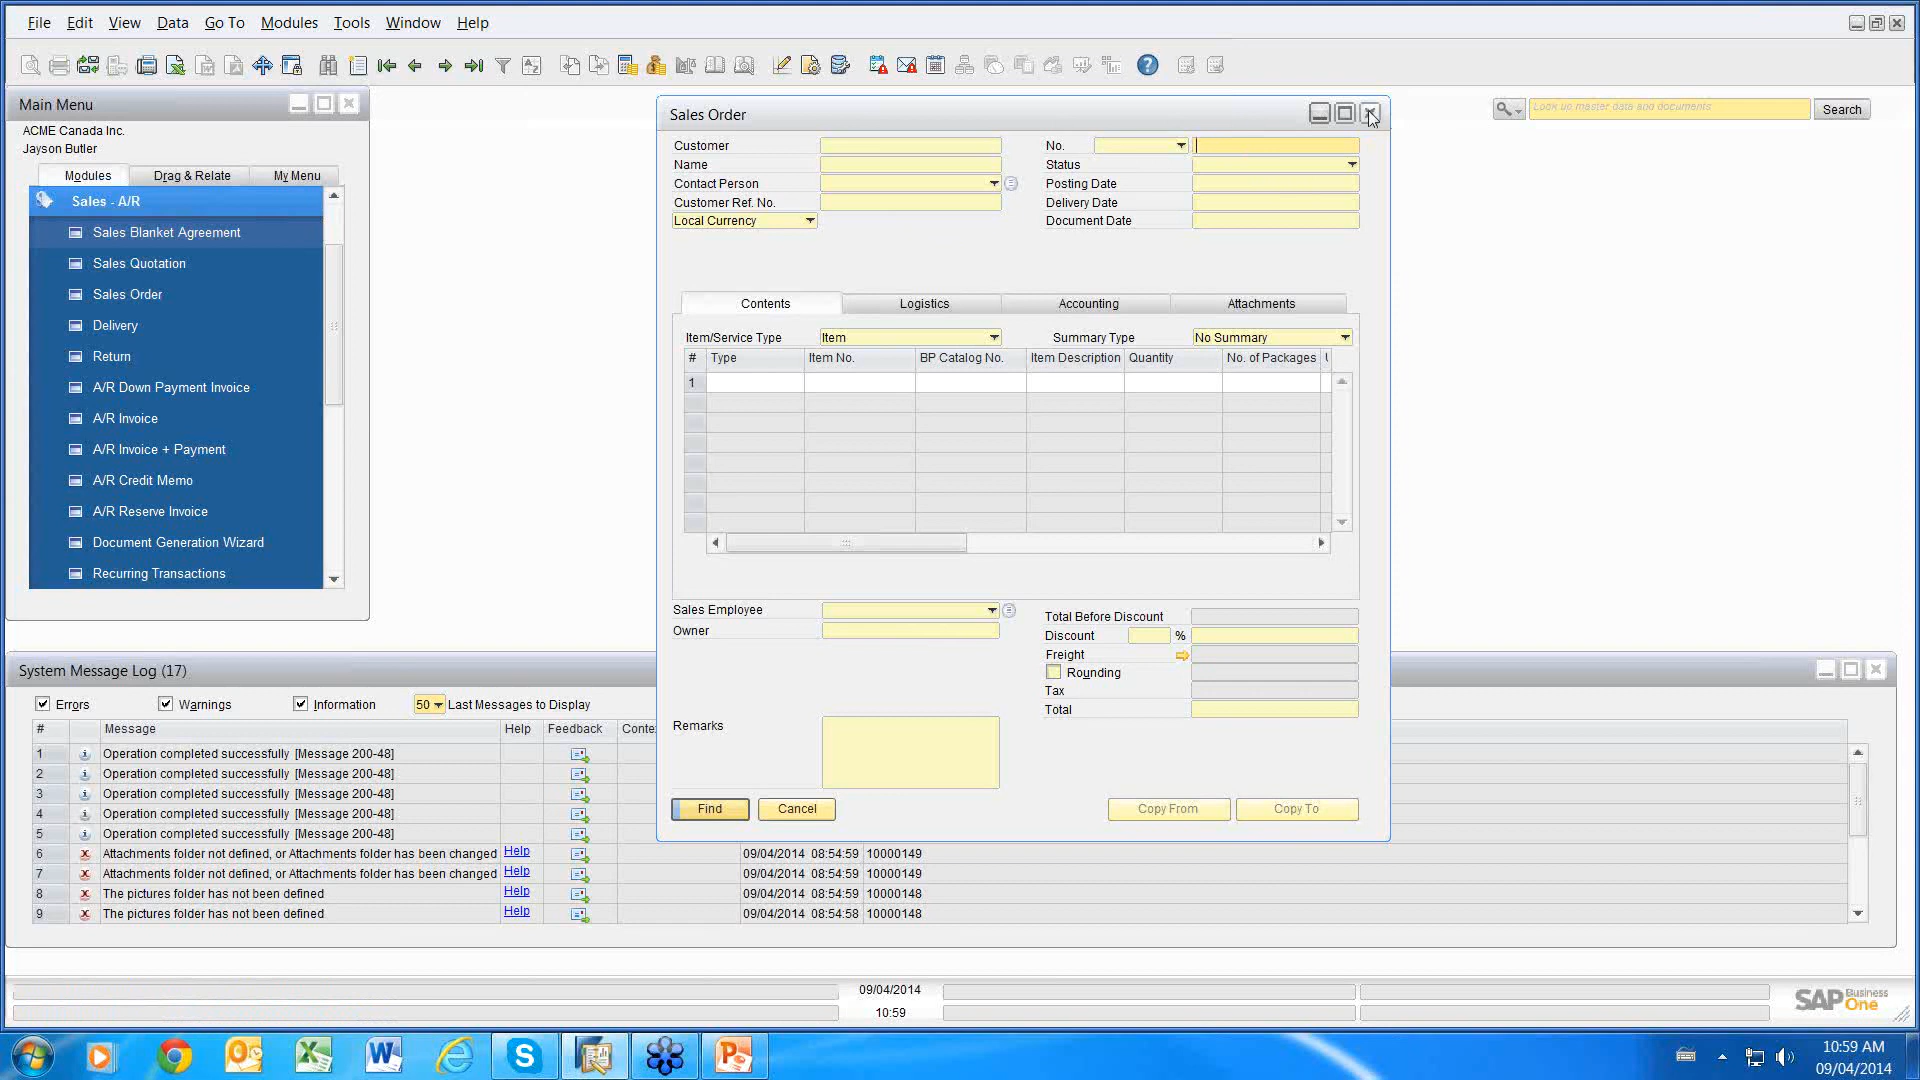 File Edit View Data Go To Modules Tools Window Help
Main Menu
ACME Canada Inc.
Jayson Butler
Modules Drag & Relate My Menu
Sales - A/R
Sales Blanket Agreement
Sales Quotation
Sales Order
Delivery
Return
A/R Down Payment Invoice
A/R Invoice
A/R Invoice + Payment
A/R Credit Memo
A/R Reserve Invoice
Document Generation Wizard
Recurring Transactions
Look up master data and documents Search
Sales Order
Customer No.
Name Status
Contact Person Posting Date
Customer Ref. No. Delivery Date
Local Currency Document Date
Contents Logistics Accounting Attachments
Item/Service Type Item Summary Type No Summary
# Type Item No. BP Catalog No. Item Description Quantity No. of Packages
1
Sales Employee Total Before Discount
Owner Discount %
Freight
Rounding
Tax
Total
Remarks
Find Cancel Copy From Copy To
System Message Log (17)
Errors Warnings Information 50 Last Messages to Display
# Message Help Feedback
1 Operation completed successfully [Message 200-48]
2 Operation completed successfully [Message 200-48]
3 Operation completed successfully [Message 200-48]
4 Operation completed successfully [Message 200-48]
5 Operation completed successfully [Message 200-48]
6 Attachments folder not defined, or Attachments folder has been changed Help 09/04/2014 08:54:59 10000149
7 Attachments folder not defined, or Attachments folder has been changed Help 09/04/2014 08:54:59 10000149
8 The pictures folder has not been defined Help 09/04/2014 08:54:59 10000148
9 The pictures folder has not been defined Help 09/04/2014 08:54:58 10000148
09/04/2014
10:59
SAP Business One
10:59 AM
09/04/2014